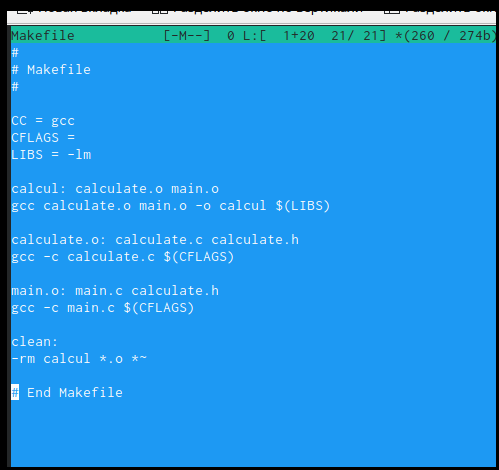 Makefile [-M--] 0 L:[ 1+20 21/ 21] *(260 / 274b)
#
# Makefile
#
CC = gcc
CFLAGS =
LIBS = -lm
calcul: calculate.o main.o
gcc calculate.o main.o -o calcul $(LIBS)
calculate.o: calculate.c calculate.h
gcc -c calculate.c $(CFLAGS)
main.o: main.c calculate.h
gcc -c main.c $(CFLAGS)
clean:
-rm calcul *.o *~
# End Makefile